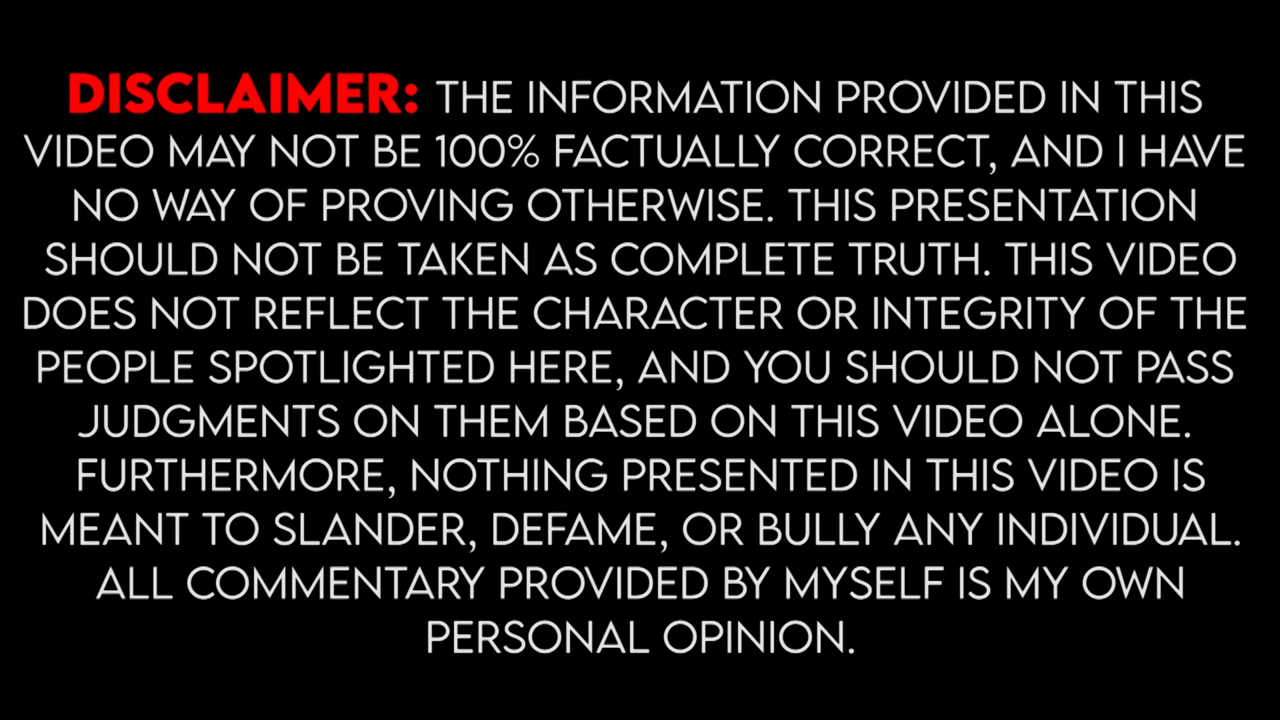 DISCLAIMER: THE INFORMATION PROVIDED IN THIS
VIDEO MAY NOT BE 100% FACTUALLY CORRECT, AND I HAVE
NO WAY OF PROVING OTHERWISE. THIS PRESENTATION
SHOULD NOT BE TAKEN AS COMPLETE TRUTH. THIS VIDEO
DOES NOT REFLECT THE CHARACTER OR INTEGRITY OF THE
PEOPLE SPOTLIGHTED HERE, AND YOU SHOULD NOT PASS
JUDGMENTS ON THEM BASED ON THIS VIDEO ALONE.
FURTHERMORE, NOTHING PRESENTED IN THIS VIDEO IS
MEANT TO SLANDER, DEFAME, OR BULLY ANY INDIVIDUAL.
ALL COMMENTARY PROVIDED BY MYSELF IS MY OWN
PERSONAL OPINION.